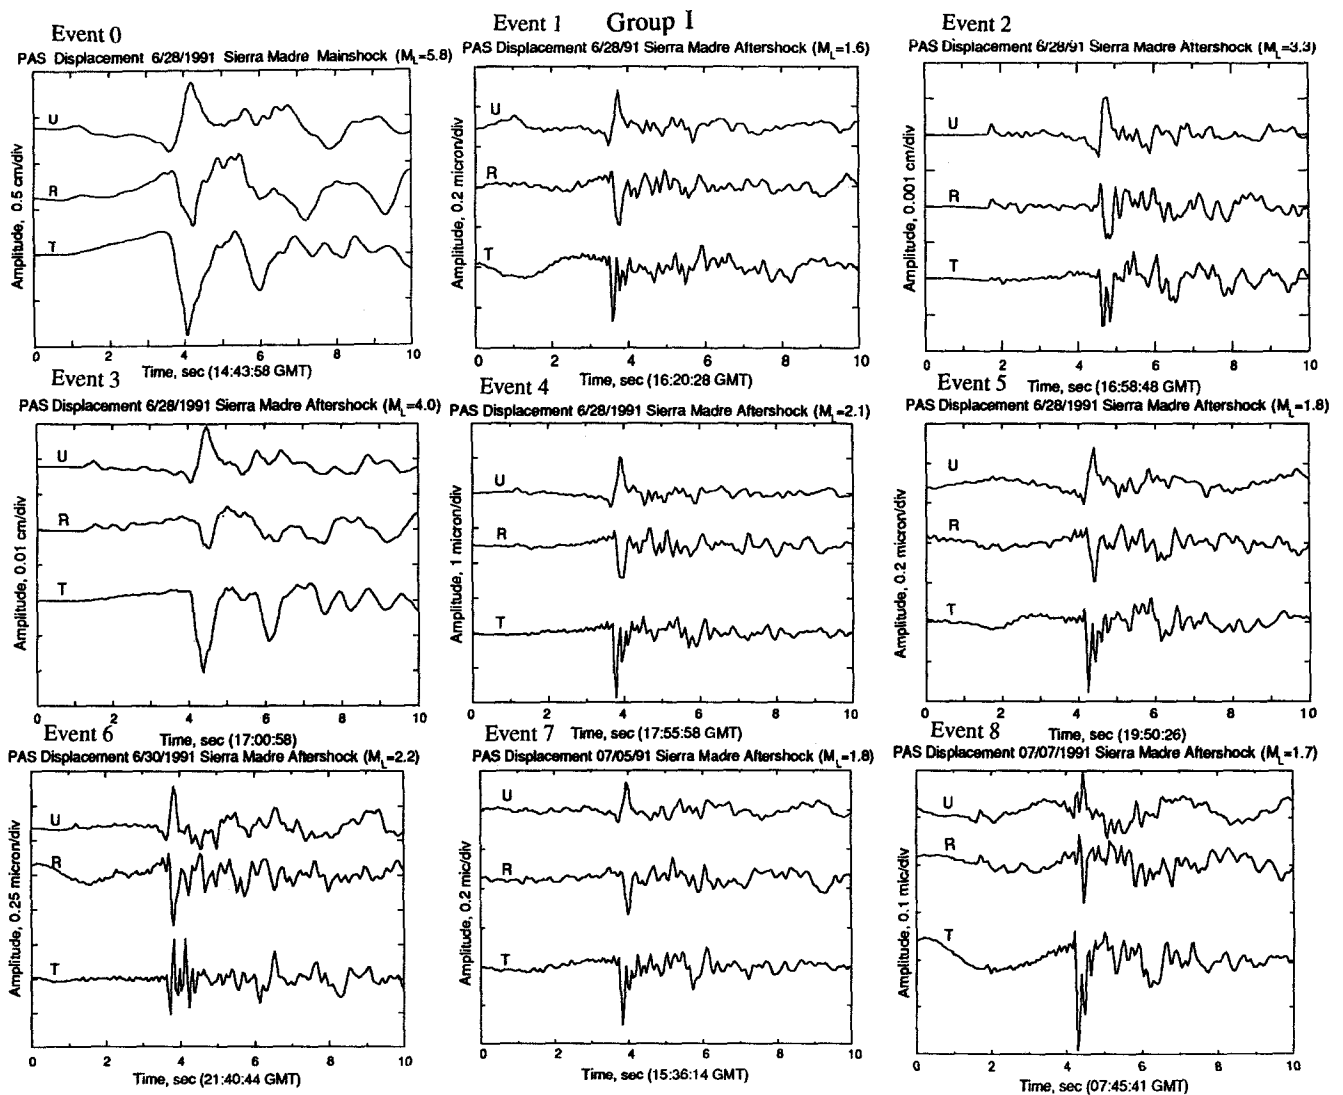 Event 0
Event 1 Group I
Event 2
PAS Displacement 6/28/1991 Sierra Madre Mainshock (ML=5.8)
PAS Displacement 6/28/91 Sierra Madre Aftershock (ML=1.6)
PAS Displacement 6/28/91 Sierra Madre Aftershock (ML=3.3)
Amplitude, 0.5 cm/div
U
R
T
0 2 4 6 8 10
Time, sec (14:43:58 GMT)
Amplitude, 0.2 micron/div
U
R
T
0 2 4 6 8 10
Time, sec (16:20:28 GMT)
Amplitude, 0.001 cm/div
U
R
T
0 2 4 6 8 10
Time, sec (16:58:48 GMT)
Event 3
Event 4
Event 5
PAS Displacement 6/28/1991 Sierra Madre Aftershock (ML=4.0)
PAS Displacement 6/28/1991 Sierra Madre Aftershock (ML=2.1)
PAS Displacement 6/28/1991 Sierra Madre Aftershock (ML=1.8)
Amplitude, 0.01 cm/div
U
R
T
0 2 4 6 8 10
Time, sec (17:00:58)
Amplitude, 1 micron/div
U
R
T
0 2 4 6 8 10
Time, sec (17:55:58 GMT)
Amplitude, 0.2 micron/div
U
R
T
0 2 4 6 8 10
Time, sec (19:50:26)
Event 6
Event 7
Event 8
PAS Displacement 6/30/1991 Sierra Madre Aftershock (ML=2.2)
PAS Displacement 07/05/91 Sierra Madre Aftershock (ML=1.8)
PAS Displacement 07/07/1991 Sierra Madre Aftershock (ML=1.7)
Amplitude, 0.25 micron/div
U
R
T
0 2 4 6 8 10
Time, sec (21:40:44 GMT)
Amplitude, 0.2 mic/div
U
R
T
0 2 4 6 8 10
Time, sec (15:36:14 GMT)
Amplitude, 0.1 mic/div
U
R
T
0 2 4 6 8 10
Time, sec (07:45:41 GMT)